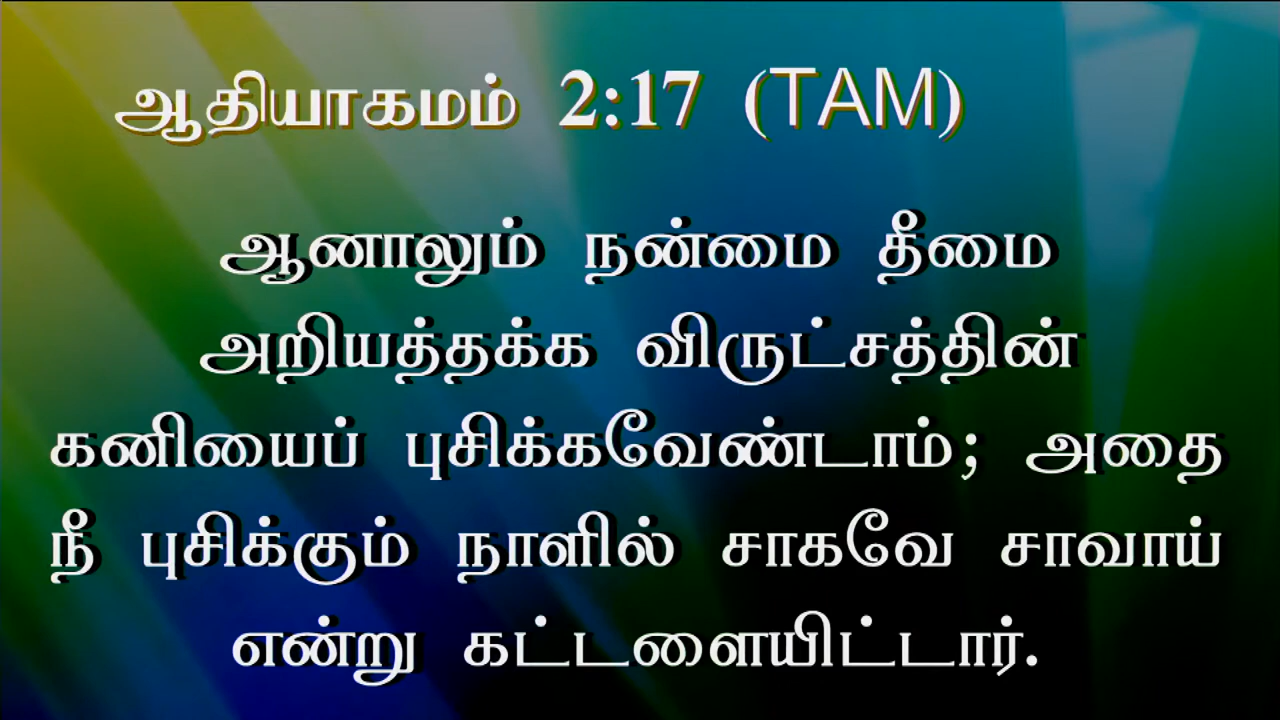 ஆதியாகமம் 2:17 (TAM)
ஆனாலும் நன்மை தீமை
அறியத்தக்க விருட்சத்தின்
கனியைப் புசிக்கவேண்டாம்; அதை
நீ புசிக்கும் நாளில் சாகவே சாவாய்
என்று கட்டளையிட்டார்.